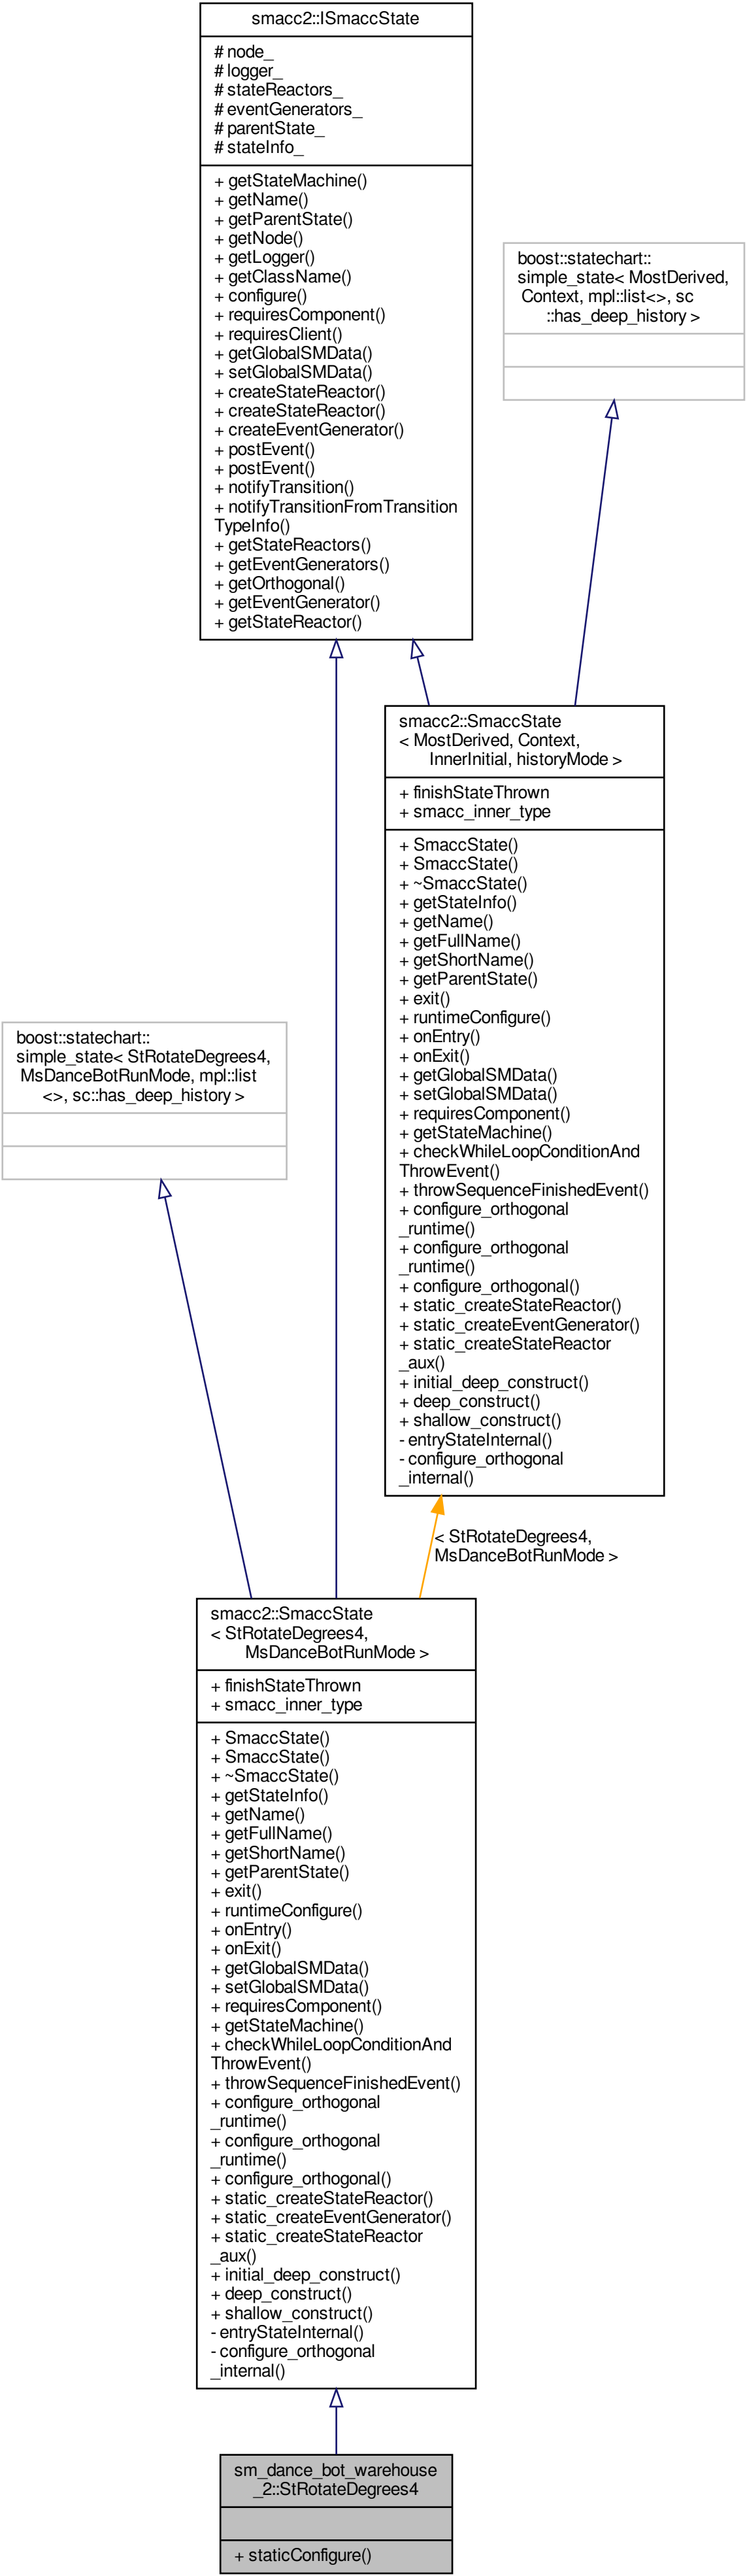 smacc2::ISmaccState
# node_
# logger_
# stateReactors_
# eventGenerators_
# parentState_
# stateInfo_
+ getStateMachine()
+ getName()
+ getParentState()
+ getNode()
+ getLogger()
+ getClassName()
+ configure()
+ requiresComponent()
+ requiresClient()
+ getGlobalSMData()
+ setGlobalSMData()
+ createStateReactor()
+ createStateReactor()
+ createEventGenerator()
+ postEvent()
+ postEvent()
+ notifyTransition()
+ notifyTransitionFromTransition
TypeInfo()
+ getStateReactors()
+ getEventGenerators()
+ getOrthogonal()
+ getEventGenerator()
+ getStateReactor()
boost::statechart::
simple_state< MostDerived,
Context, mpl::list<>, sc
::has_deep_history >
smacc2::SmaccState
< MostDerived, Context,
InnerInitial, historyMode >
+ finishStateThrown
+ smacc_inner_type
+ SmaccState()
+ SmaccState()
+ ~SmaccState()
+ getStateInfo()
+ getName()
+ getFullName()
+ getShortName()
+ getParentState()
+ exit()
+ runtimeConfigure()
+ onEntry()
+ onExit()
+ getGlobalSMData()
+ setGlobalSMData()
+ requiresComponent()
+ getStateMachine()
+ checkWhileLoopConditionAnd
ThrowEvent()
+ throwSequenceFinishedEvent()
+ configure_orthogonal
_runtime()
+ configure_orthogonal
_runtime()
+ configure_orthogonal()
+ static_createStateReactor()
+ static_createEventGenerator()
+ static_createStateReactor
_aux()
+ initial_deep_construct()
+ deep_construct()
+ shallow_construct()
- entryStateInternal()
- configure_orthogonal
_internal()
boost::statechart::
simple_state< StRotateDegrees4,
MsDanceBotRunMode, mpl::list
<>, sc::has_deep_history >
< StRotateDegrees4,
MsDanceBotRunMode >
smacc2::SmaccState
< StRotateDegrees4,
MsDanceBotRunMode >
+ finishStateThrown
+ smacc_inner_type
+ SmaccState()
+ SmaccState()
+ ~SmaccState()
+ getStateInfo()
+ getName()
+ getFullName()
+ getShortName()
+ getParentState()
+ exit()
+ runtimeConfigure()
+ onEntry()
+ onExit()
+ getGlobalSMData()
+ setGlobalSMData()
+ requiresComponent()
+ getStateMachine()
+ checkWhileLoopConditionAnd
ThrowEvent()
+ throwSequenceFinishedEvent()
+ configure_orthogonal
_runtime()
+ configure_orthogonal
_runtime()
+ configure_orthogonal()
+ static_createStateReactor()
+ static_createEventGenerator()
+ static_createStateReactor
_aux()
+ initial_deep_construct()
+ deep_construct()
+ shallow_construct()
- entryStateInternal()
- configure_orthogonal
_internal()
sm_dance_bot_warehouse
_2::StRotateDegrees4
+ staticConfigure()